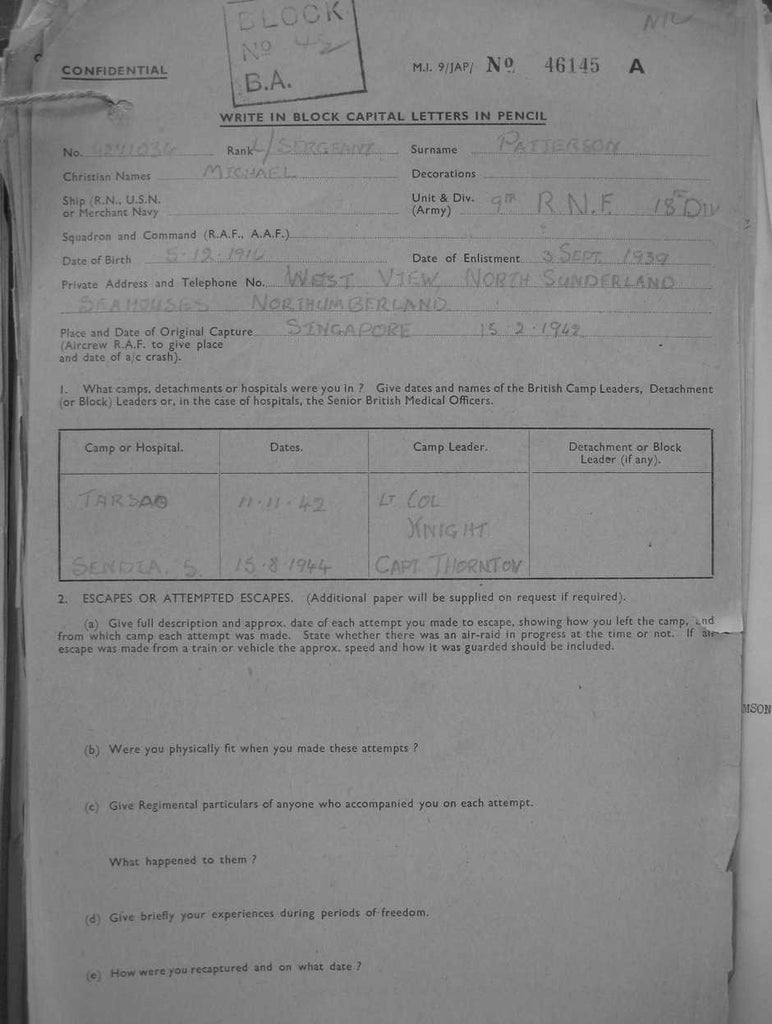 BLOCK
Nº 42
B.A.
NIL
CONFIDENTIAL
M.I. 9/JAP/ Nº 46145 A
WRITE IN BLOCK CAPITAL LETTERS IN PENCIL
No. Rank L/SERGEANT Surname PATTERSON
Christian Names MICHAEL Decorations
Ship (R.N., U.S.N. or Merchant Navy
Unit & Div. (Army) 9TH R.N.F. 18TH DIV
Squadron and Command (R.A.F., A.A.F.)
Date of Birth 5.12.1916 Date of Enlistment 3 SEPT. 1939
Private Address and Telephone No. WEST VIEW NORTH SUNDERLAND
SEAHOUSES NORTHUMBERLAND
Place and Date of Original Capture SINGAPORE 15.2.1942
(Aircrew R.A.F. to give place
and date of a/c crash).
1. What camps, detachments or hospitals were you in ? Give dates and names of the British Camp Leaders, Detachment
(or Block) Leaders or, in the case of hospitals, the Senior British Medical Officers.
Camp or Hospital. Dates. Camp Leader. Detachment or Block
Leader (if any).
TARSAO 11.11.42 LT COL
KNIGHT
15.8.1944 CAPT THORNTON
2. ESCAPES OR ATTEMPTED ESCAPES. (Additional paper will be supplied on request if required).
(a) Give full description and approx. date of each attempt you made to escape, showing how you left the camp, and
from which camp each attempt was made. State whether there was an air-raid in progress at the time or not. If
escape was made from a train or vehicle the approx. speed and how it was guarded should be included.
MSON
(b) Were you physically fit when you made these attempts ?
(c) Give Regimental particulars of anyone who accompanied you on each attempt.
What happened to them ?
(d) Give briefly your experiences during periods of freedom.
(e) How were you recaptured and on what date ?